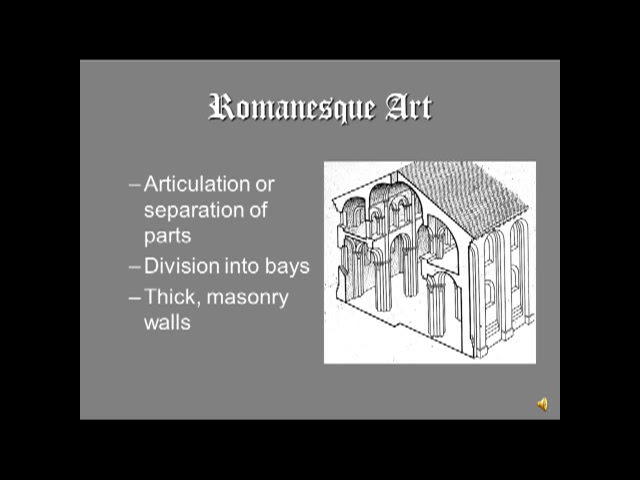 Romanesque Art
– Articulation or
separation of
parts
– Division into bays
– Thick, masonry
walls